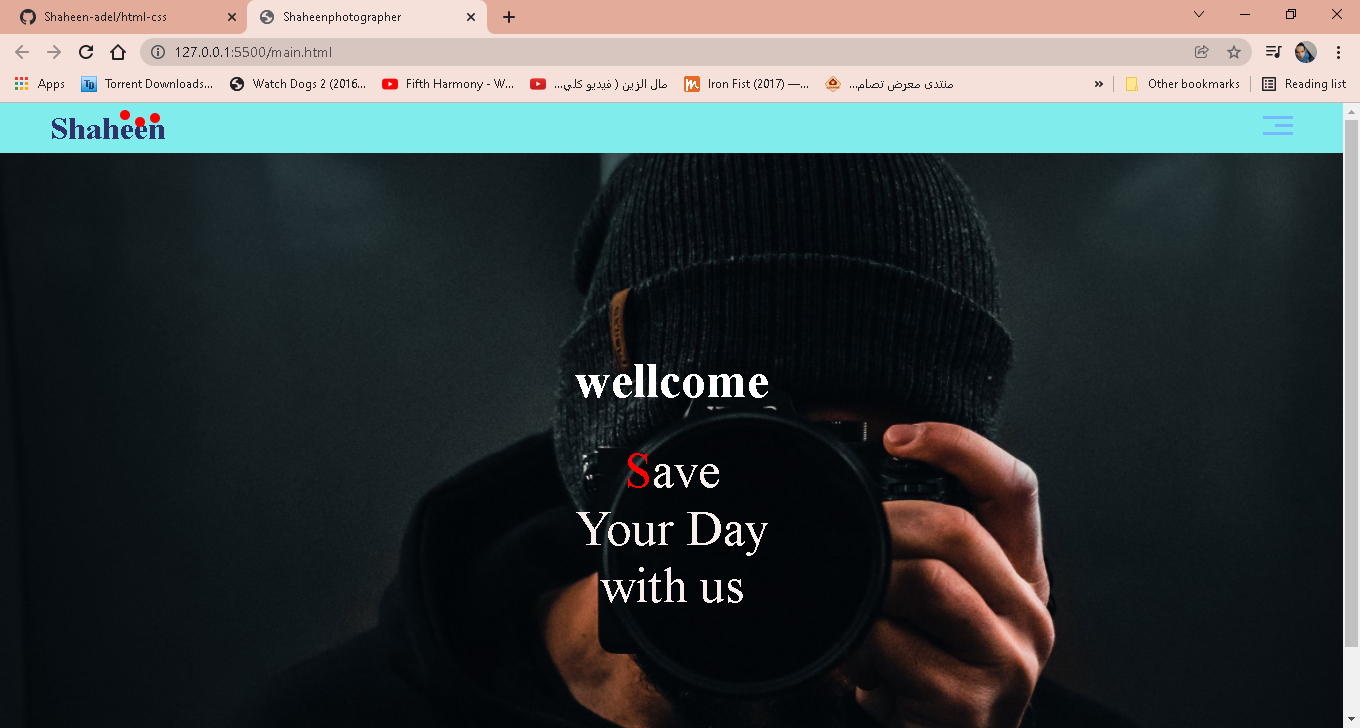 Shaheen-adel/html-css
Shaheenphotographer
127.0.0.1:5500/main.html
Apps
Torrent Downloads...
Watch Dogs 2 (2016...
Fifth Harmony - W...
مال الزين ( فيديو كلي...
Iron Fist (2017) —...
منتدى معرض تصام...
»
Other bookmarks
Reading list
Shaheen
wellcome
Save
Your Day
with us